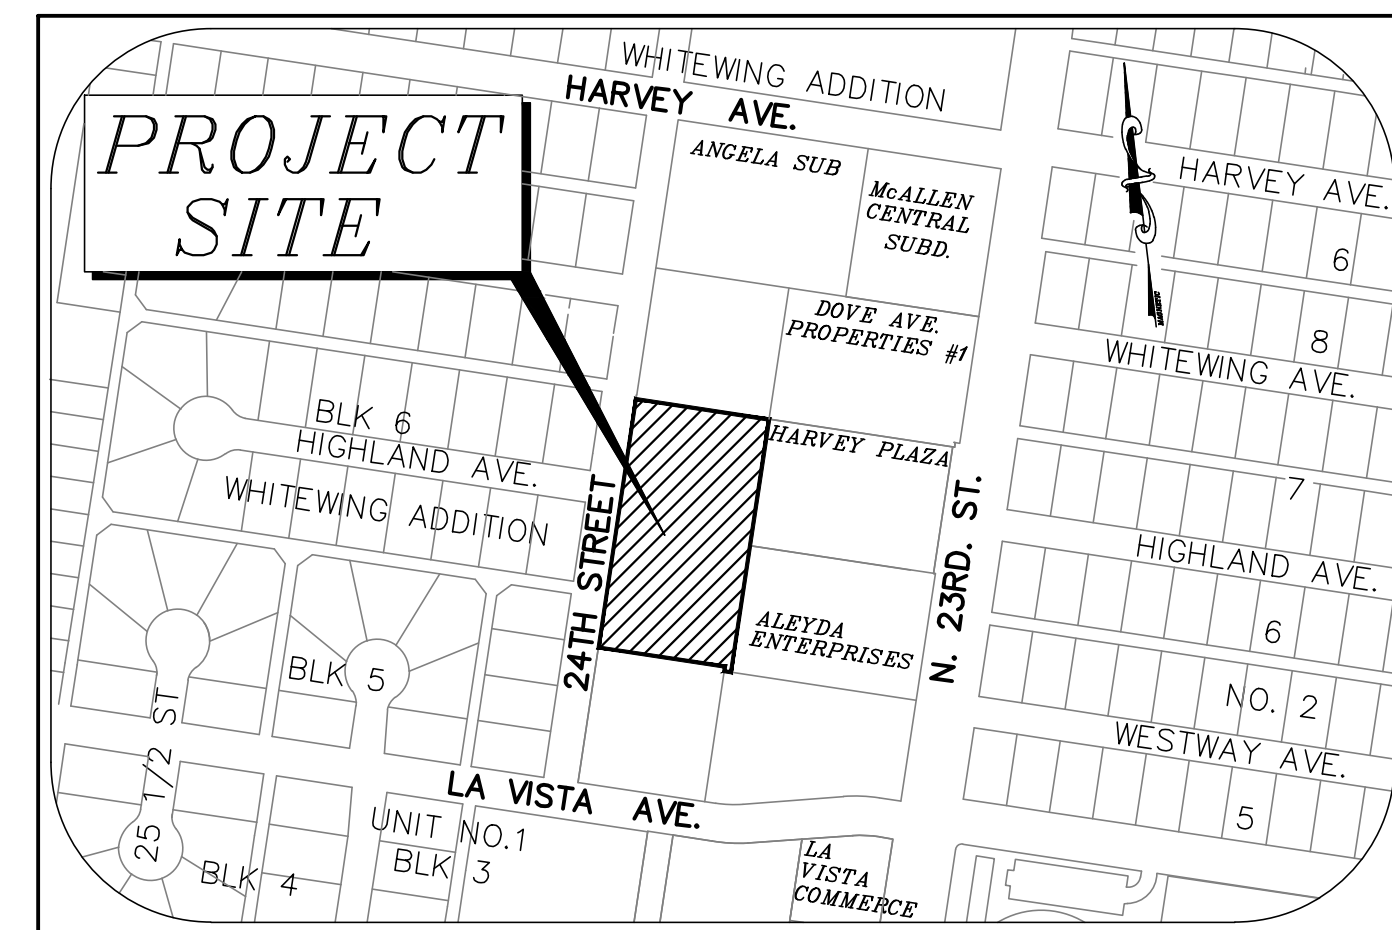 WHITEWING ADDITION
HARVEY AVE.
PROJECT
SITE
ANGELA SUB
McALLEN
CENTRAL
SUBD.
HARVEY AVE.
6
MAGNETIC
8
DOVE AVE.
PROPERTIES #1
WHITEWING AVE.
BLK 6
HIGHLAND AVE.
WHITEWING ADDITION
HARVEY PLAZA
7
24TH STREET
N. 23RD. ST.
HIGHLAND AVE.
6
ALEYDA
ENTERPRISES
BLK 5
NO. 2
25 1/2 ST
WESTWAY AVE.
5
LA VISTA AVE.
UNIT NO.1
BLK 3
BLK 4
LA
VISTA
COMMERCE